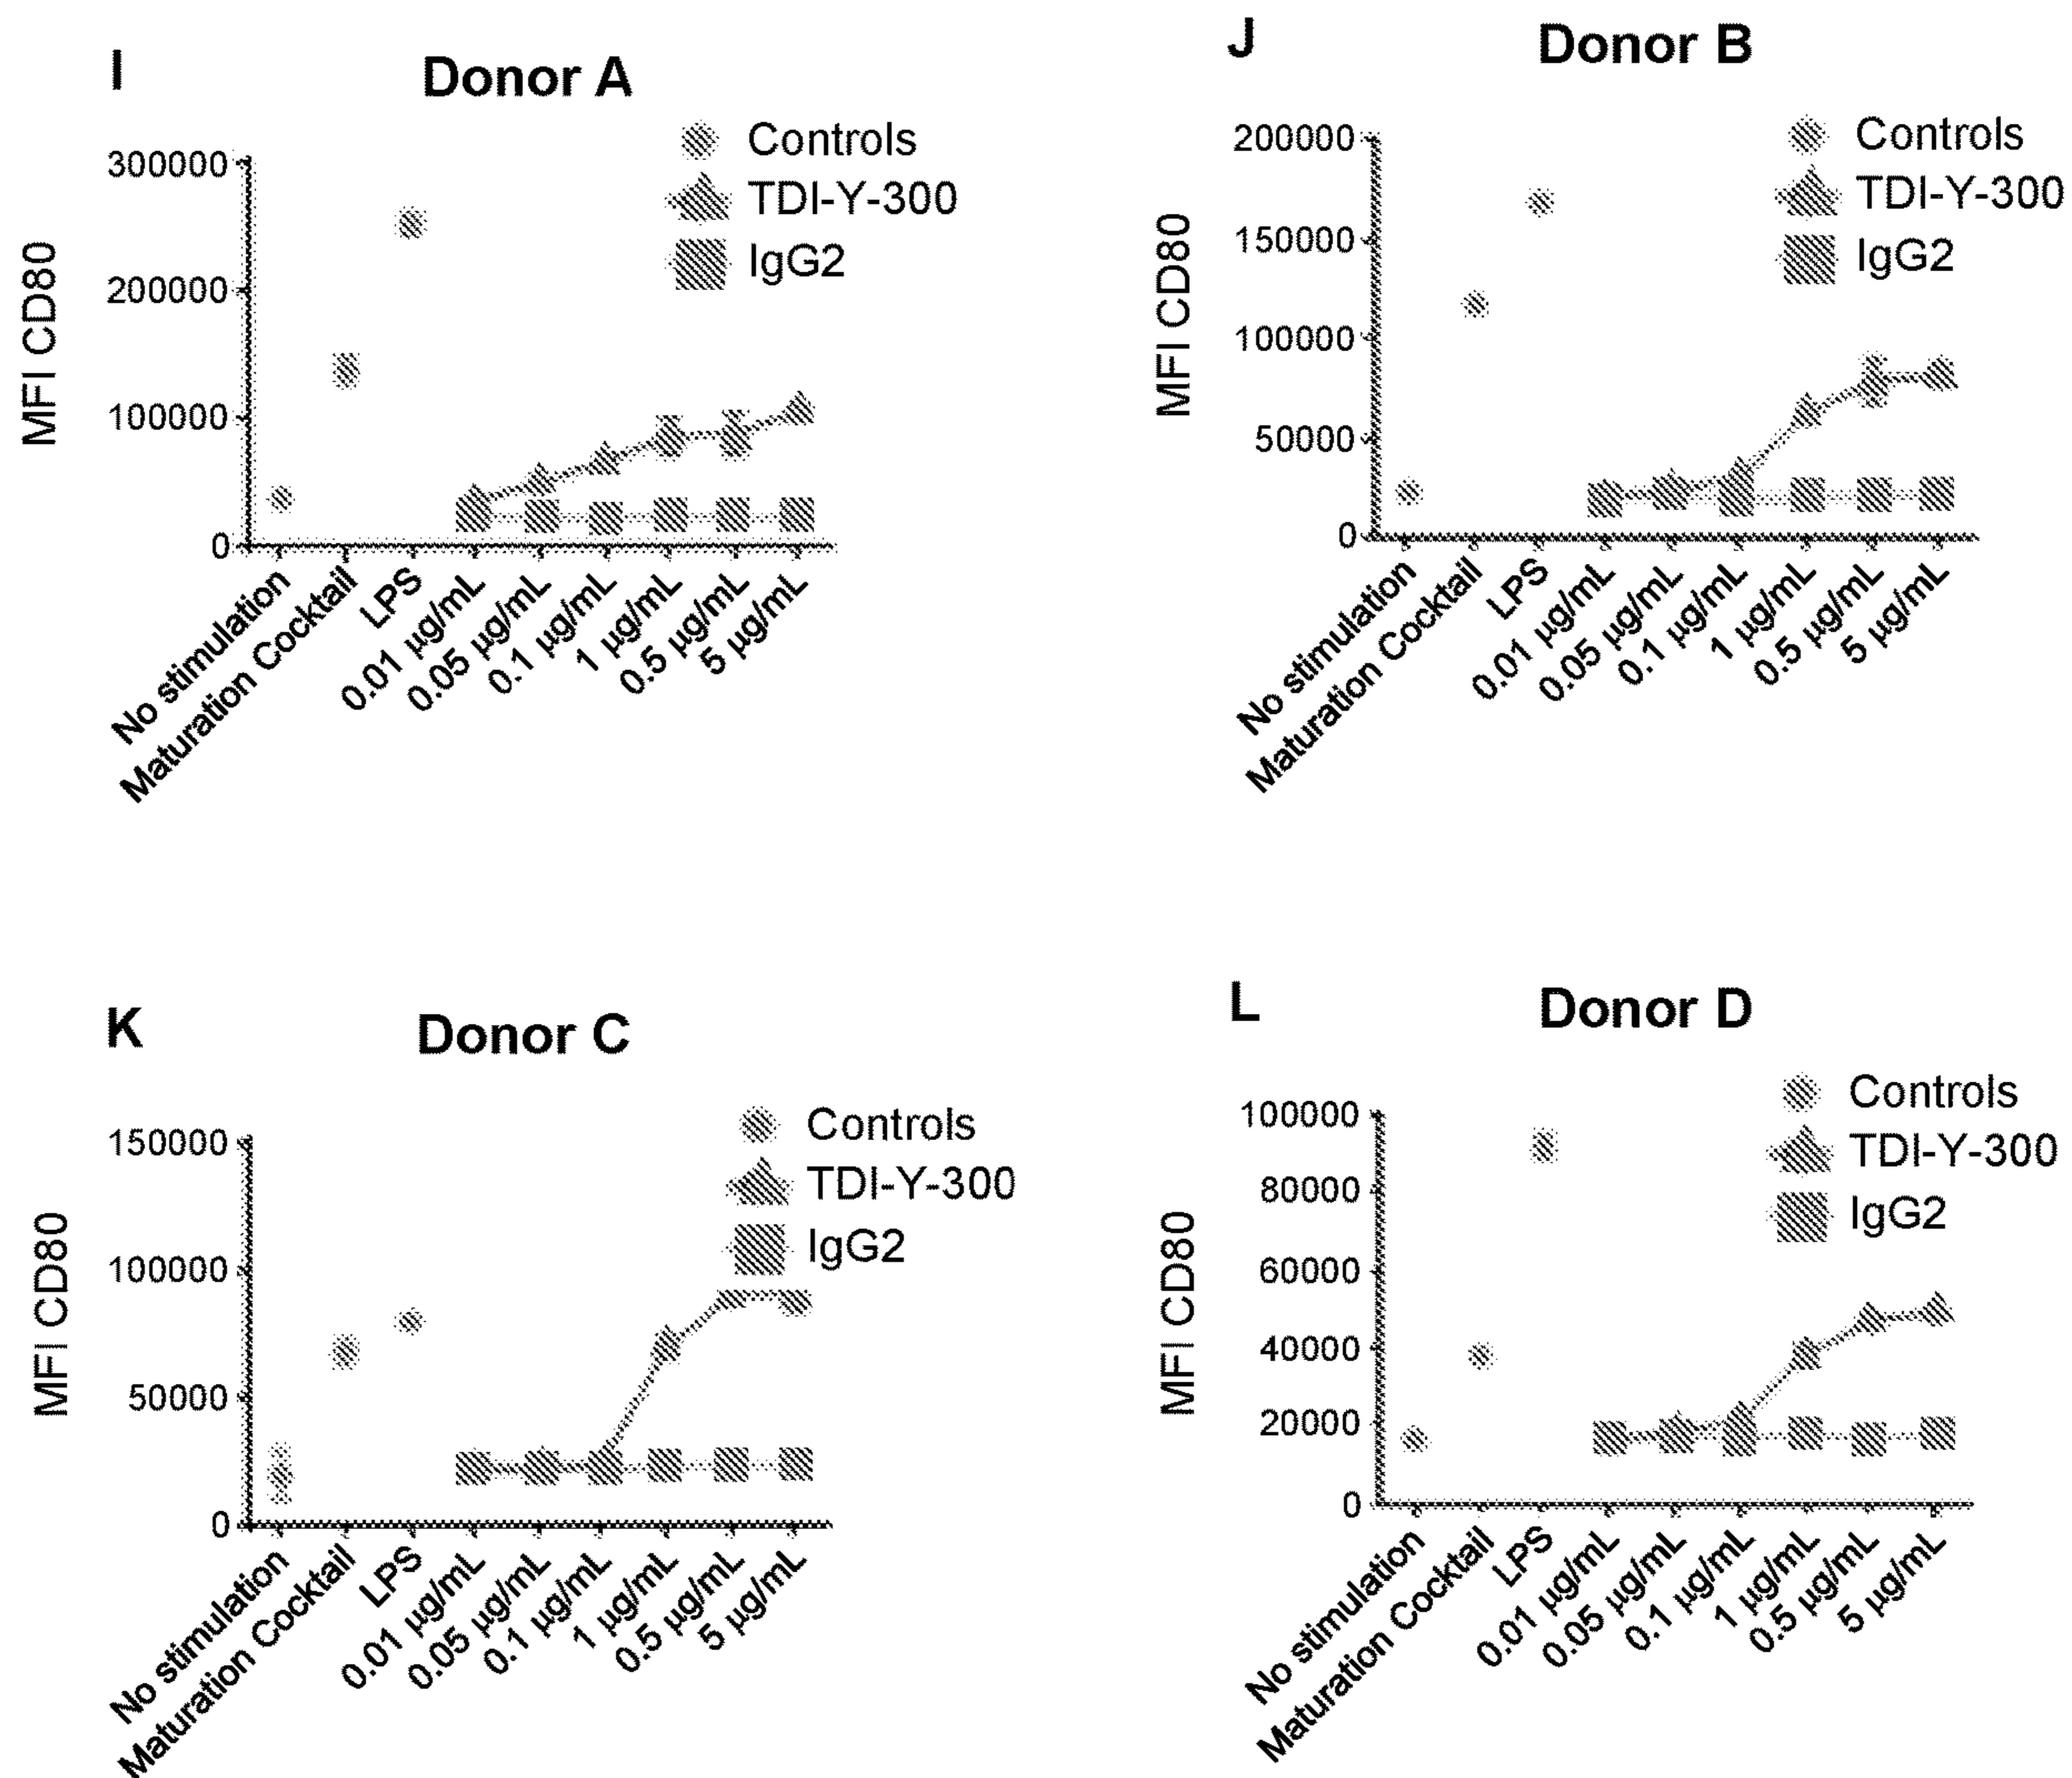 I
Donor A
Controls
TDI-Y-300
IgG2
MFI CD80
300000
200000
100000
0
No stimulation
Maturation Cocktail
LPS
0.01 µg/mL
0.05 µg/mL
0.1 µg/mL
1 µg/mL
0.5 µg/mL
5 µg/mL
J
Donor B
Controls
TDI-Y-300
IgG2
MFI CD80
200000
150000
100000
50000
0
No stimulation
Maturation Cocktail
LPS
0.01 µg/mL
0.05 µg/mL
0.1 µg/mL
1 µg/mL
0.5 µg/mL
5 µg/mL
K
Donor C
Controls
TDI-Y-300
IgG2
MFI CD80
150000
100000
50000
0
No stimulation
Maturation Cocktail
LPS
0.01 µg/mL
0.05 µg/mL
0.1 µg/mL
1 µg/mL
0.5 µg/mL
5 µg/mL
L
Donor D
Controls
TDI-Y-300
IgG2
MFI CD80
100000
80000
60000
40000
20000
0
No stimulation
Maturation Cocktail
LPS
0.01 µg/mL
0.05 µg/mL
0.1 µg/mL
1 µg/mL
0.5 µg/mL
5 µg/mL